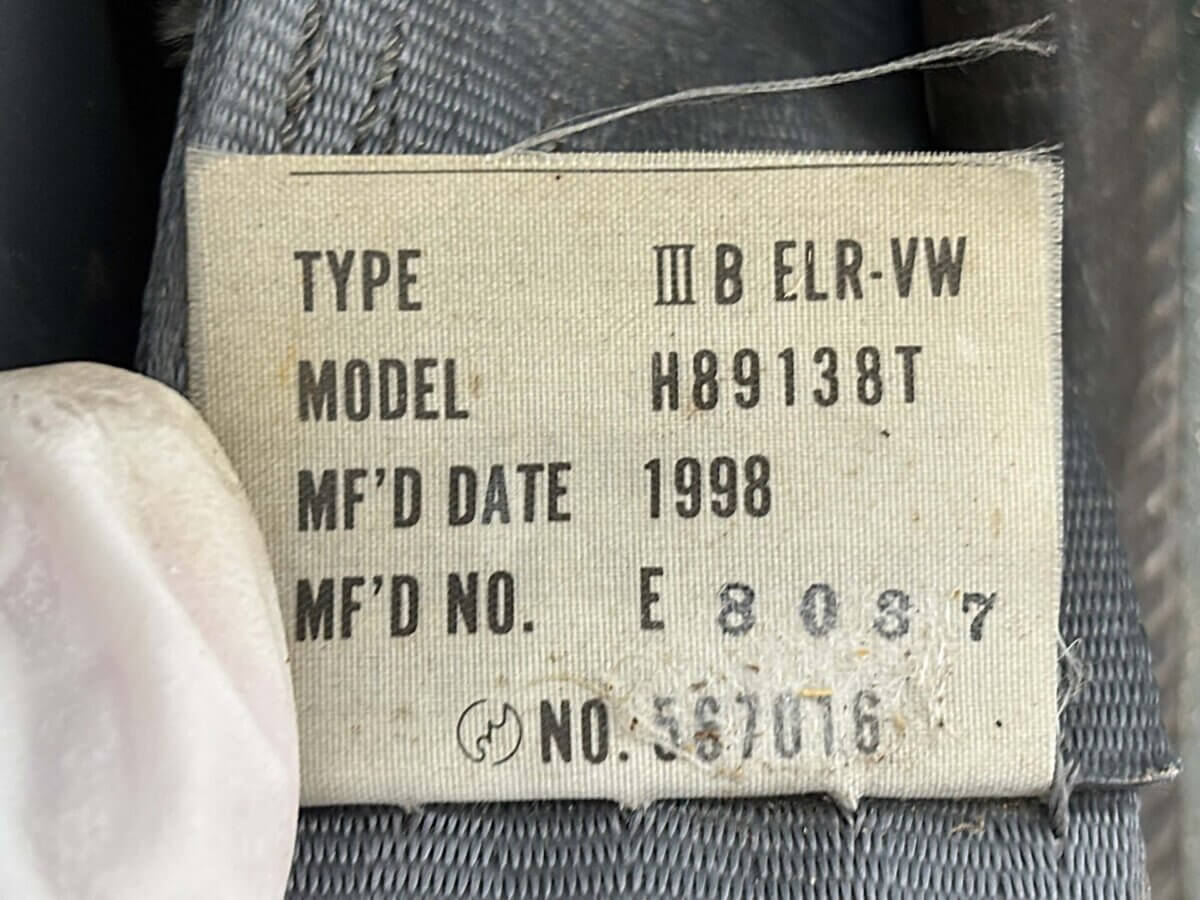 TYPE Ⅲ B ELR-VW
MODEL H89138T
MF'D DATE 1998
MF'D NO. E 8087
NO. 567016